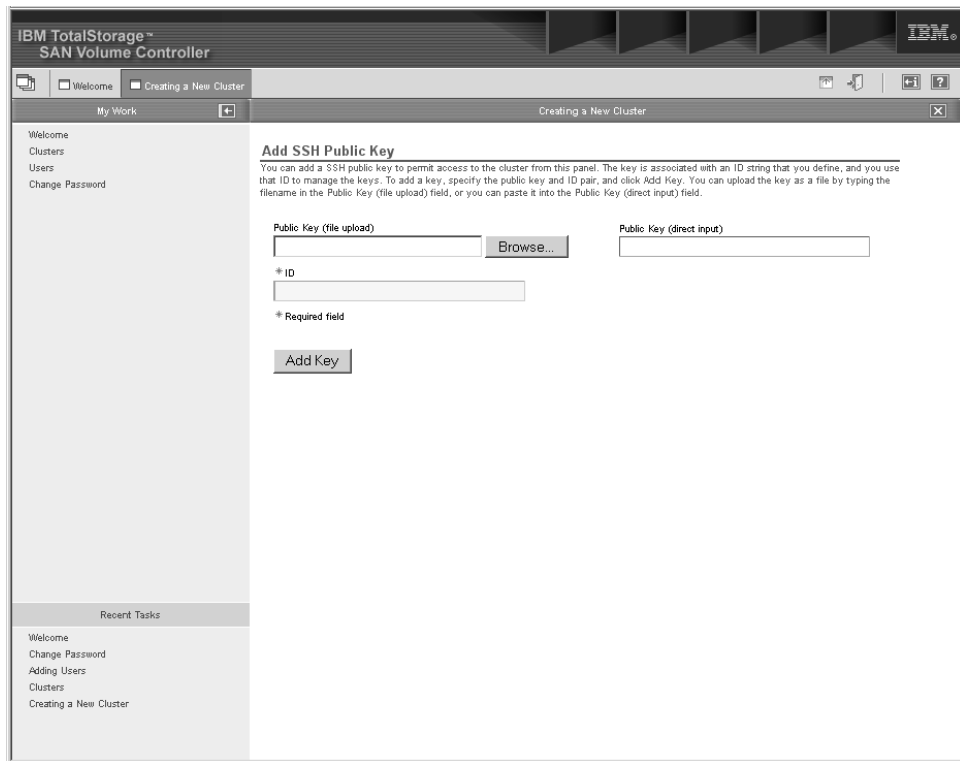 IBM TotalStorage™
SAN Volume Controller
IBM®
Welcome
Creating a New Cluster
?
My Work
Creating a New Cluster
Welcome
Clusters
Users
Change Password
Add SSH Public Key
You can add a SSH public key to permit access to the cluster from this panel. The key is associated with an ID string that you define, and you use
that ID to manage the keys. To add a key, specify the public key and ID pair, and click Add Key. You can upload the key as a file by typing the
filename in the Public Key (file upload) field, or you can paste it into the Public Key (direct input) field.
Public Key (file upload)
Public Key (direct input)
Browse...
* ID
* Required field
Add Key
Recent Tasks
Welcome
Change Password
Adding Users
Clusters
Creating a New Cluster